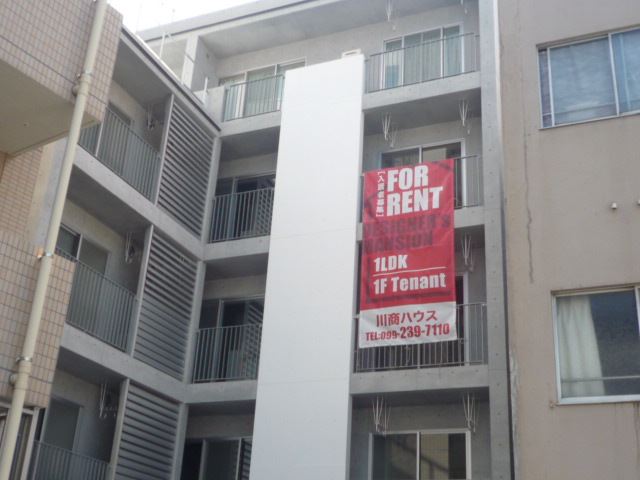 [入居者募集]
FOR
RENT
DESIGNER'S
MANSION
1LDK
1F Tenant
川商ハウス
TEL:099-239-7110